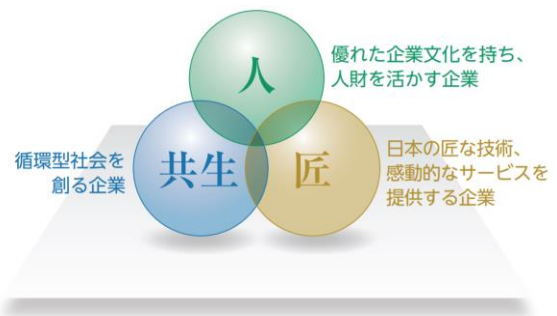 人
優れた企業文化を持ち、
人財を活かす企業
循環型社会を
創る企業
共生
匠
日本の匠な技術、
感動的なサービスを
提供する企業